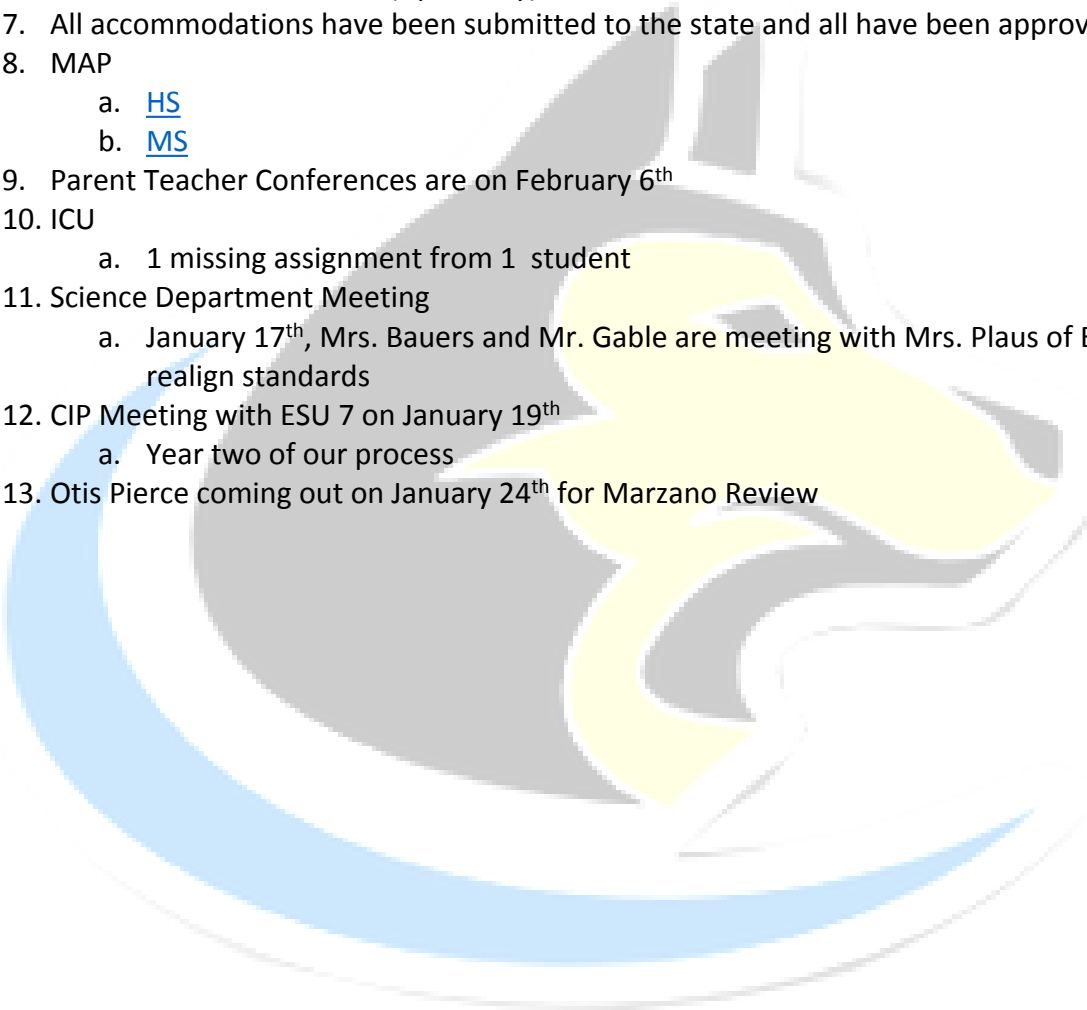 7. All accommodations have been submitted to the state and all have been approv
8. MAP
a. HS
b. MS
9. Parent Teacher Conferences are on February 6th
10. ICU
a. 1 missing assignment from 1 student
11. Science Department Meeting
a. January 17th, Mrs. Bauers and Mr. Gable are meeting with Mrs. Plaus of
realign standards
12. CIP Meeting with ESU 7 on January 19th
a. Year two of our process
13. Otis Pierce coming out on January 24th for Marzano Review